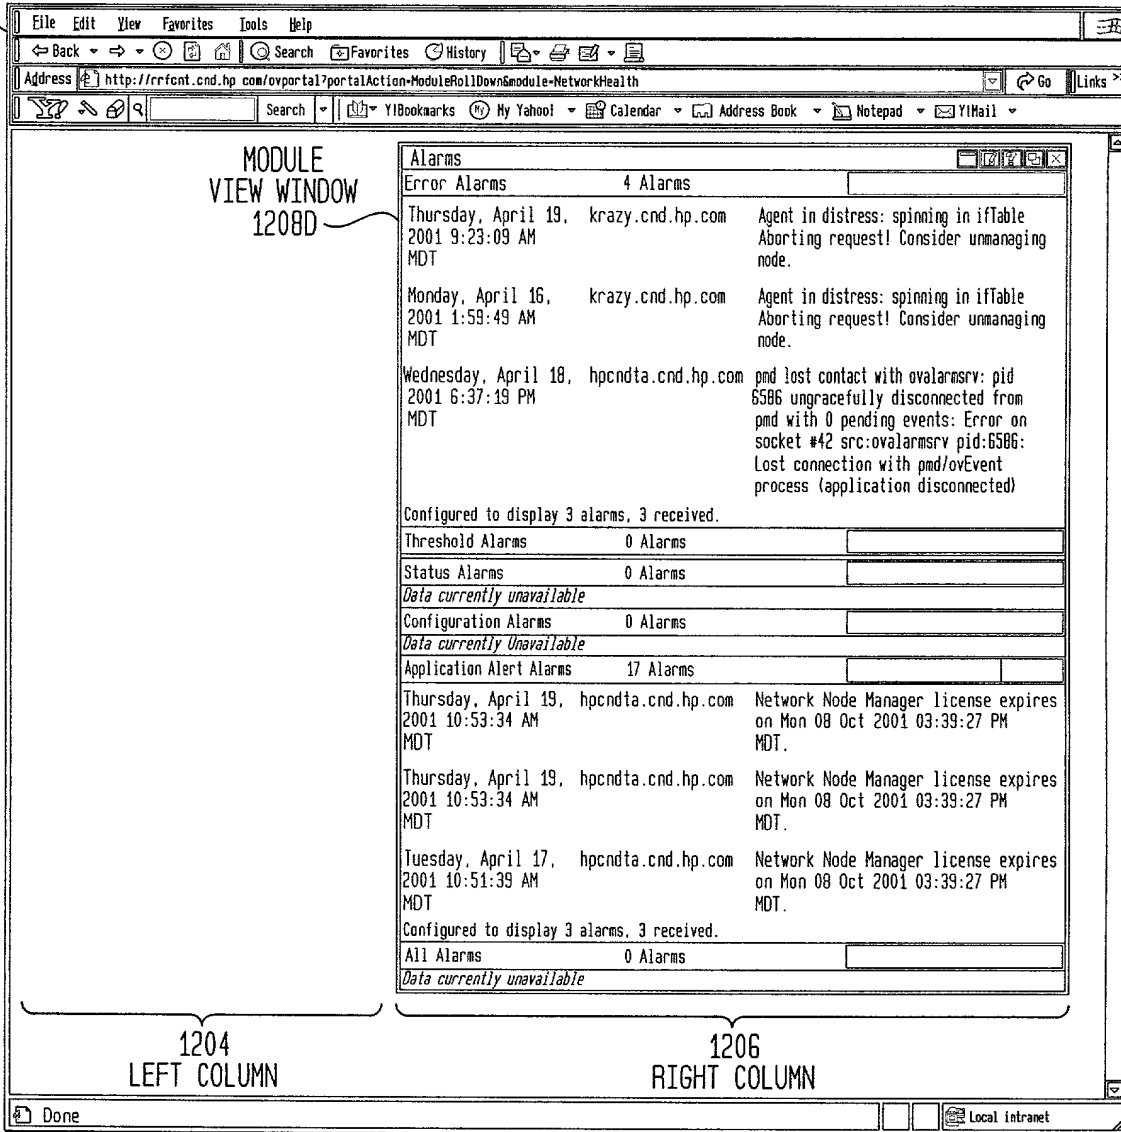 File Edit View Favorites Tools Help
Back Search Favorites History
Address http://rrfcnt.cnd.hp com/ovportal?portalAction=ModuleRollDown&module=NetworkHealth Go Links >>
Y? Search Y!Bookmarks My Yahoo! Calendar Address Book Notepad Y!Mail
MODULE
VIEW WINDOW
1208D
Alarms
Error Alarms 4 Alarms
Thursday, April 19, krazy.cnd.hp.com Agent in distress: spinning in ifTable
2001 9:23:09 AM Aborting request! Consider unmanaging
MDT node.
Monday, April 16, krazy.cnd.hp.com Agent in distress: spinning in ifTable
2001 1:59:49 AM Aborting request! Consider unmanaging
MDT node.
Wednesday, April 18, hpcndta.cnd.hp.com pmd lost contact with ovalarmsrv: pid
2001 6:37:19 PM 6586 ungracefully disconnected from
MDT pmd with 0 pending events: Error on
socket #42 src:ovalarmsrv pid:6586:
Lost connection with pmd/ovEvent
process (application disconnected)
Configured to display 3 alarms, 3 received.
Threshold Alarms 0 Alarms
Status Alarms 0 Alarms
Data currently unavailable
Configuration Alarms 0 Alarms
Data currently Unavailable
Application Alert Alarms 17 Alarms
Thursday, April 19, hpcndta.cnd.hp.com Network Node Manager license expires
2001 10:53:34 AM on Mon 08 Oct 2001 03:39:27 PM
MDT MDT.
Thursday, April 19, hpcndta.cnd.hp.com Network Node Manager license expires
2001 10:53:34 AM on Mon 08 Oct 2001 03:39:27 PM
MDT MDT.
Tuesday, April 17, hpcndta.cnd.hp.com Network Node Manager license expires
2001 10:51:39 AM on Mon 08 Oct 2001 03:39:27 PM
MDT MDT.
Configured to display 3 alarms, 3 received.
All Alarms 0 Alarms
Data currently unavailable
1204
LEFT COLUMN
1206
RIGHT COLUMN
Done Local intranet